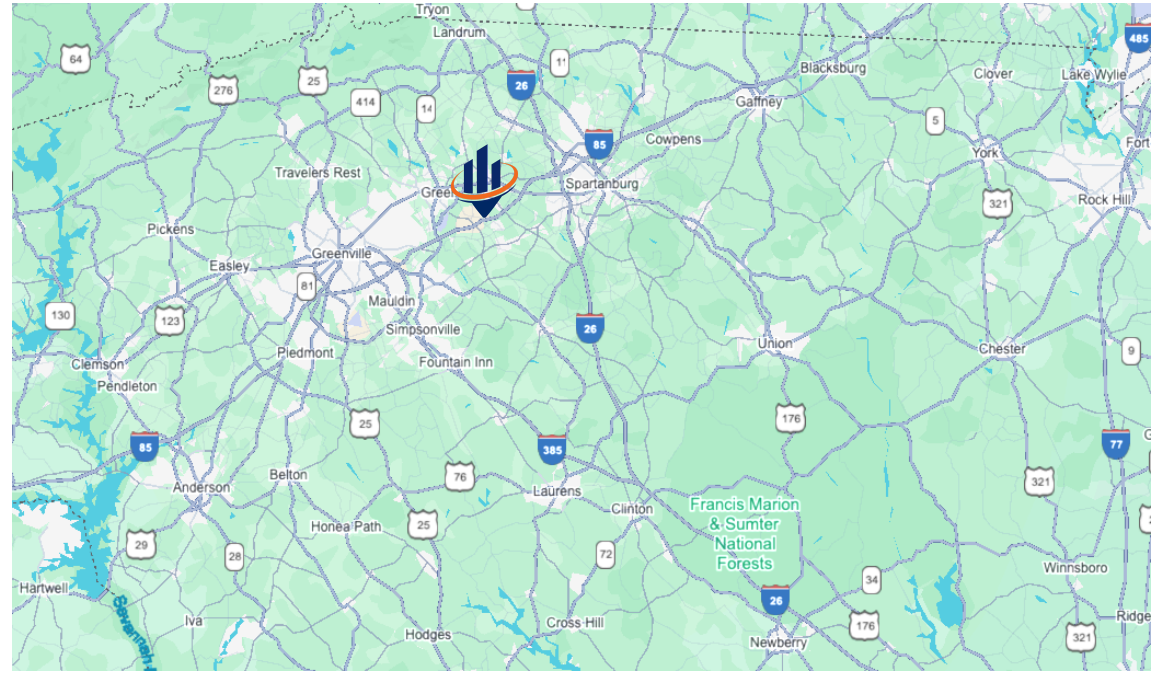 Tryon
Landrum
485
64
11
Blacksburg
Clover
Lake Wylie
276
25
26
414
14
Gaffney
5
85
Cowpens
York
Fort
Travelers Rest
Spartanburg
321
Rock Hill
Pickens
Greenville
Easley
81
Mauldin
130
123
Simpsonville
26
Union
Chester
9
Piedmont
Fountain Inn
Clemson
Pendleton
176
25
85
385
77
76
Belton
321
Anderson
Laurens
Clinton
Francis Marion
& Sumter
National
Forests
Honea Path
25
29
28
72
Winnsboro
34
Hartwell
26
Iva
Cross Hill
176
Hodges
Newberry
321
Ridge